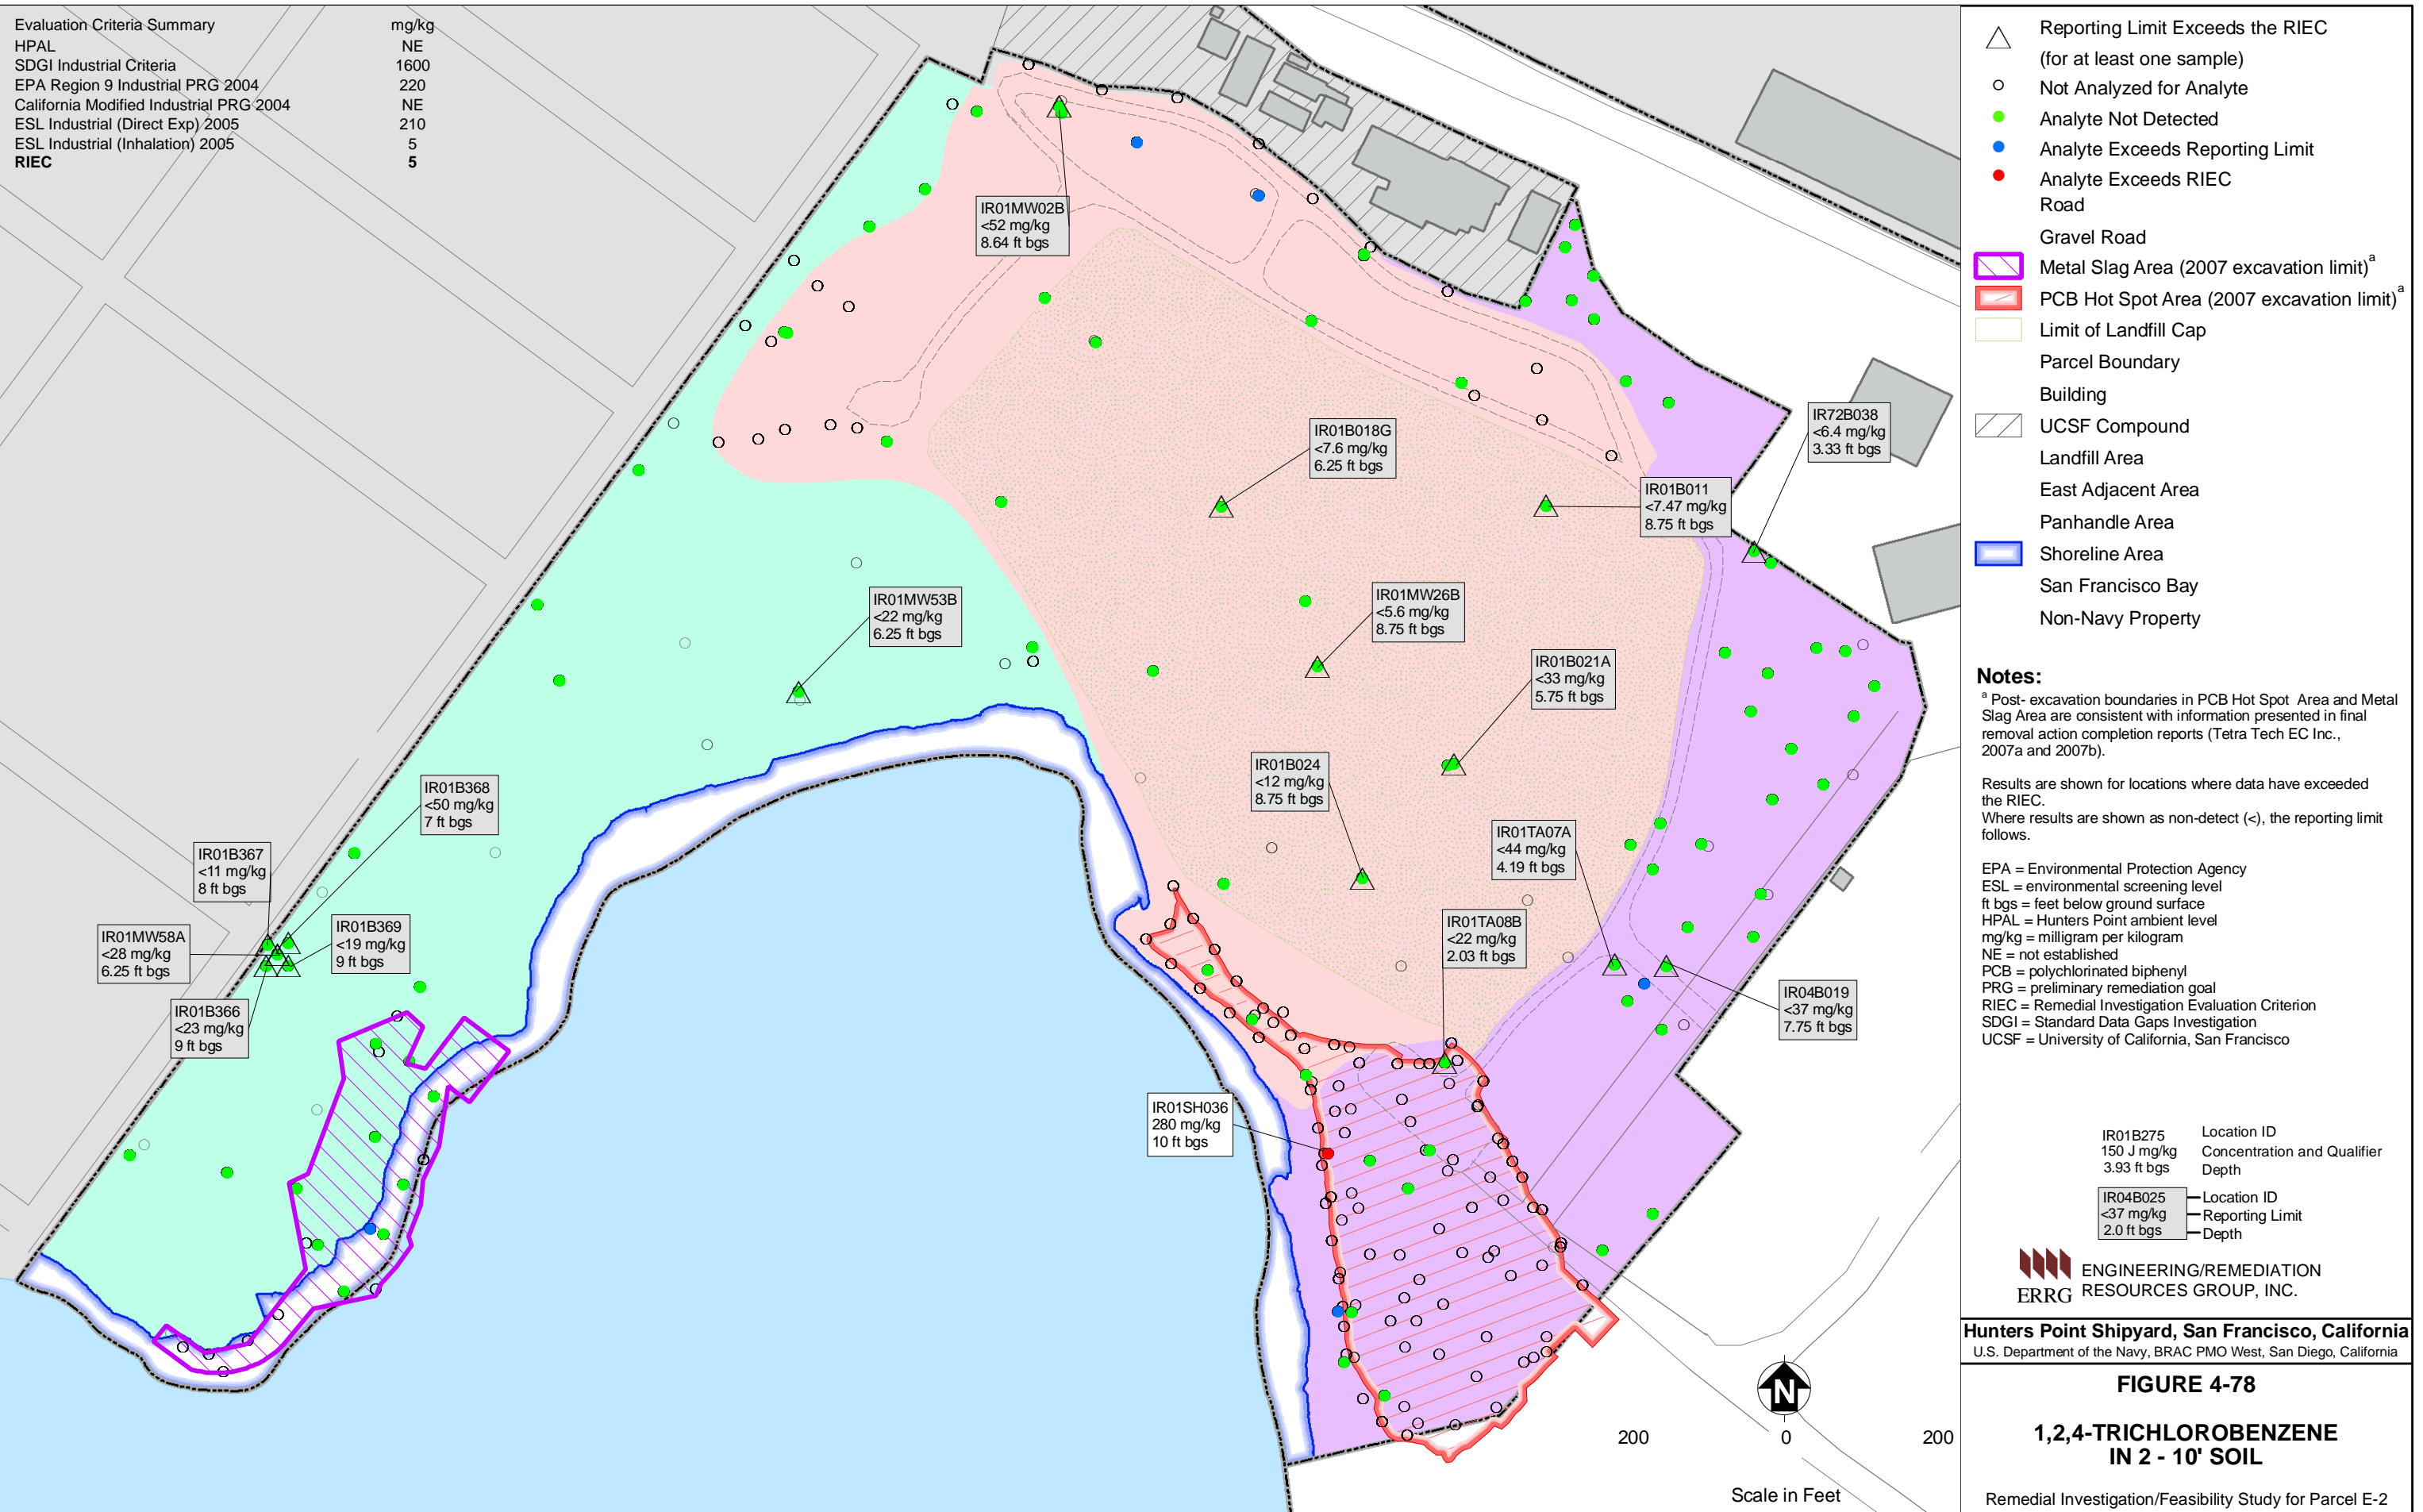 Evaluation Criteria Summary mg/kg
HPAL NE
SDGI Industrial Criteria 1600
EPA Region 9 Industrial PRG 2004 220
California Modified Industrial PRG 2004 NE
ESL Industrial (Direct Exp) 2005 210
ESL Industrial (Inhalation) 2005 5
RIEC 5
IR01MW02B
<52 mg/kg
8.64 ft bgs
IR01B018G
<7.6 mg/kg
6.25 ft bgs
IR72B038
<6.4 mg/kg
3.33 ft bgs
IR01B011
<7.47 mg/kg
8.75 ft bgs
IR01MW53B
<22 mg/kg
6.25 ft bgs
IR01MW26B
<5.6 mg/kg
8.75 ft bgs
IR01B021A
<33 mg/kg
5.75 ft bgs
IR01B024
<12 mg/kg
8.75 ft bgs
IR01B368
<50 mg/kg
7 ft bgs
IR01TA07A
<44 mg/kg
4.19 ft bgs
IR01B367
<11 mg/kg
8 ft bgs
IR01MW58A
<28 mg/kg
6.25 ft bgs
IR01B369
<19 mg/kg
9 ft bgs
IR01TA08B
<22 mg/kg
2.03 ft bgs
IR01B366
<23 mg/kg
9 ft bgs
IR04B019
<37 mg/kg
7.75 ft bgs
IR01SH036
280 mg/kg
10 ft bgs
N
200 0 200
Scale in Feet
Reporting Limit Exceeds the RIEC
(for at least one sample)
Not Analyzed for Analyte
Analyte Not Detected
Analyte Exceeds Reporting Limit
Analyte Exceeds RIEC
Road
Gravel Road
Metal Slag Area (2007 excavation limit)a
PCB Hot Spot Area (2007 excavation limit)a
Limit of Landfill Cap
Parcel Boundary
Building
UCSF Compound
Landfill Area
East Adjacent Area
Panhandle Area
Shoreline Area
San Francisco Bay
Non-Navy Property
Notes:
a Post- excavation boundaries in PCB Hot Spot Area and Metal
Slag Area are consistent with information presented in final
removal action completion reports (Tetra Tech EC Inc.,
2007a and 2007b).
Results are shown for locations where data have exceeded
the RIEC.
Where results are shown as non-detect (<), the reporting limit
follows.
EPA = Environmental Protection Agency
ESL = environmental screening level
ft bgs = feet below ground surface
HPAL = Hunters Point ambient level
mg/kg = milligram per kilogram
NE = not established
PCB = polychlorinated biphenyl
PRG = preliminary remediation goal
RIEC = Remedial Investigation Evaluation Criterion
SDGI = Standard Data Gaps Investigation
UCSF = University of California, San Francisco
IR01B275 Location ID
150 J mg/kg Concentration and Qualifier
3.93 ft bgs Depth
IR04B025 Location ID
<37 mg/kg Reporting Limit
2.0 ft bgs Depth
ERRG
ENGINEERING/REMEDIATION
RESOURCES GROUP, INC.
Hunters Point Shipyard, San Francisco, California
U.S. Department of the Navy, BRAC PMO West, San Diego, California
FIGURE 4-78
1,2,4-TRICHLOROBENZENE
IN 2 - 10' SOIL
Remedial Investigation/Feasibility Study for Parcel E-2